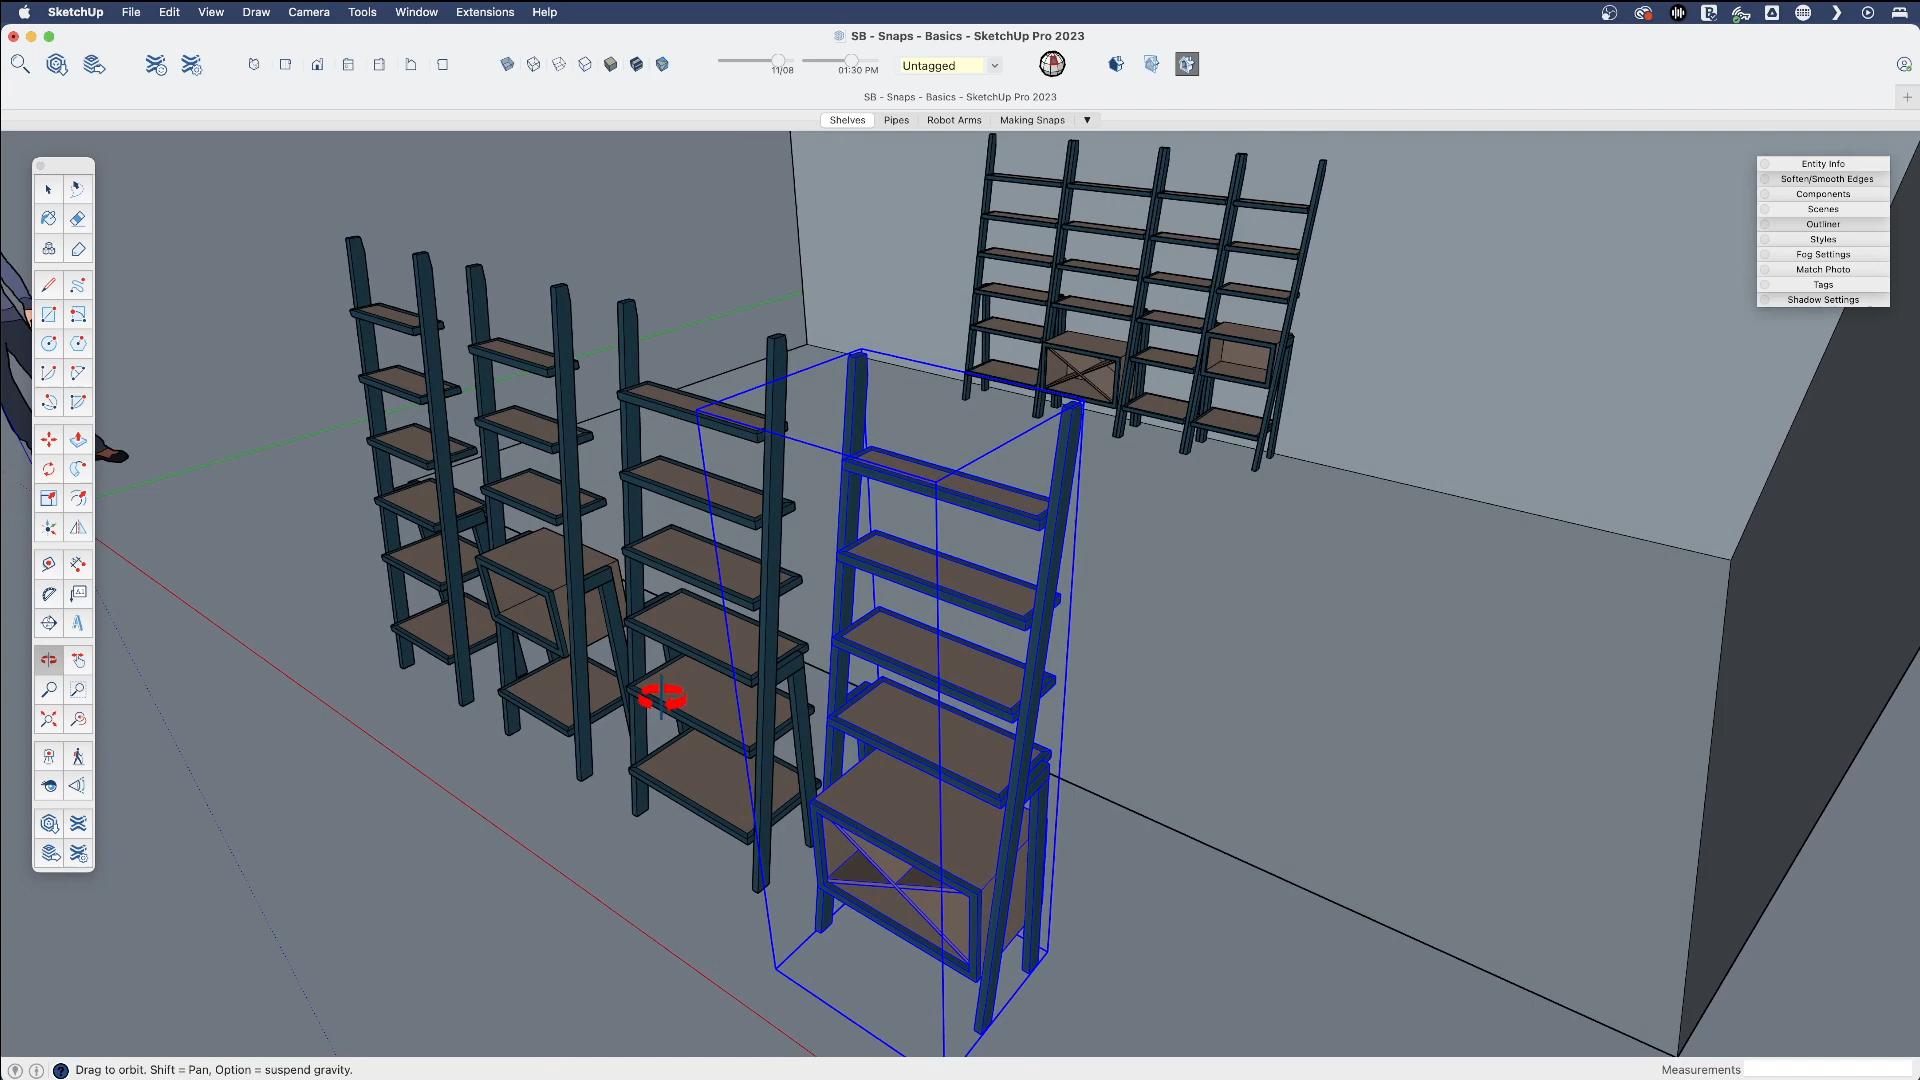 SketchUp File Edit View Draw Camera Tools Window Extensions Help
SB - Snaps - Basics - SketchUp Pro 2023
11/08 01:30 PM Untagged
SB - Snaps - Basics - SketchUp Pro 2023
Shelves Pipes Robot Arms Making Snaps
Entity Info
Soften/Smooth Edges
Components
Scenes
Outliner
Styles
Fog Settings
Match Photo
Tags
Shadow Settings
Drag to orbit. Shift = Pan, Option = suspend gravity.
Measurements